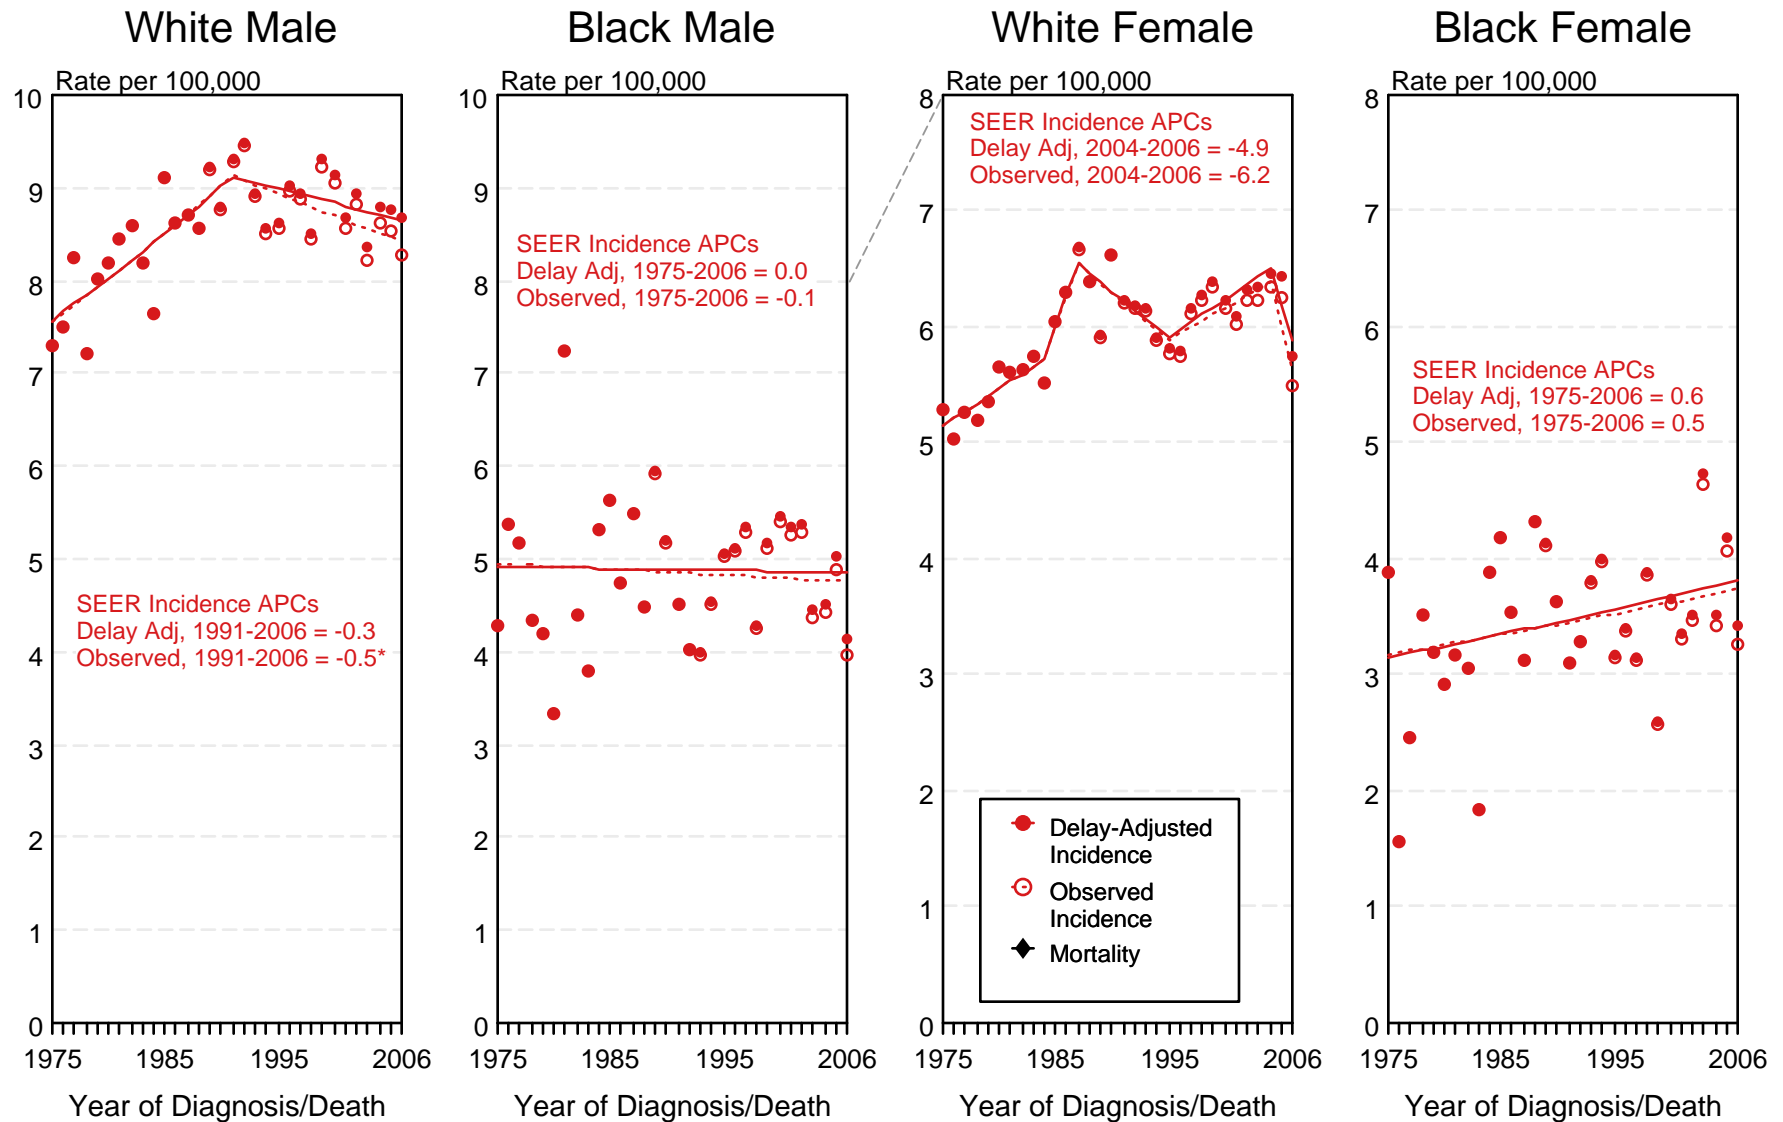 White Male
Rate per 100,000
10
9
8
7
6
5
4
3
2
1
0
SEER Incidence APCs
Delay Adj, 1991-2006 = -0.3
Observed, 1991-2006 = -0.5*
1975
1985
1995
2006
Year of Diagnosis/Death
Black Male
Rate per 100,000
10
9
8
7
6
5
4
3
2
1
0
SEER Incidence APCs
Delay Adj, 1975-2006 = 0.0
Observed, 1975-2006 = -0.1
1975
1985
1995
2006
Year of Diagnosis/Death
White Female
Rate per 100,000
8
7
6
5
4
3
2
1
0
SEER Incidence APCs
Delay Adj, 2004-2006 = -4.9
Observed, 2004-2006 = -6.2
Delay-Adjusted
Incidence
Observed
Incidence
Mortality
1975
1985
1995
2006
Year of Diagnosis/Death
Black Female
Rate per 100,000
8
7
6
5
4
3
2
1
0
SEER Incidence APCs
Delay Adj, 1975-2006 = 0.6
Observed, 1975-2006 = 0.5
1975
1985
1995
2006
Year of Diagnosis/Death